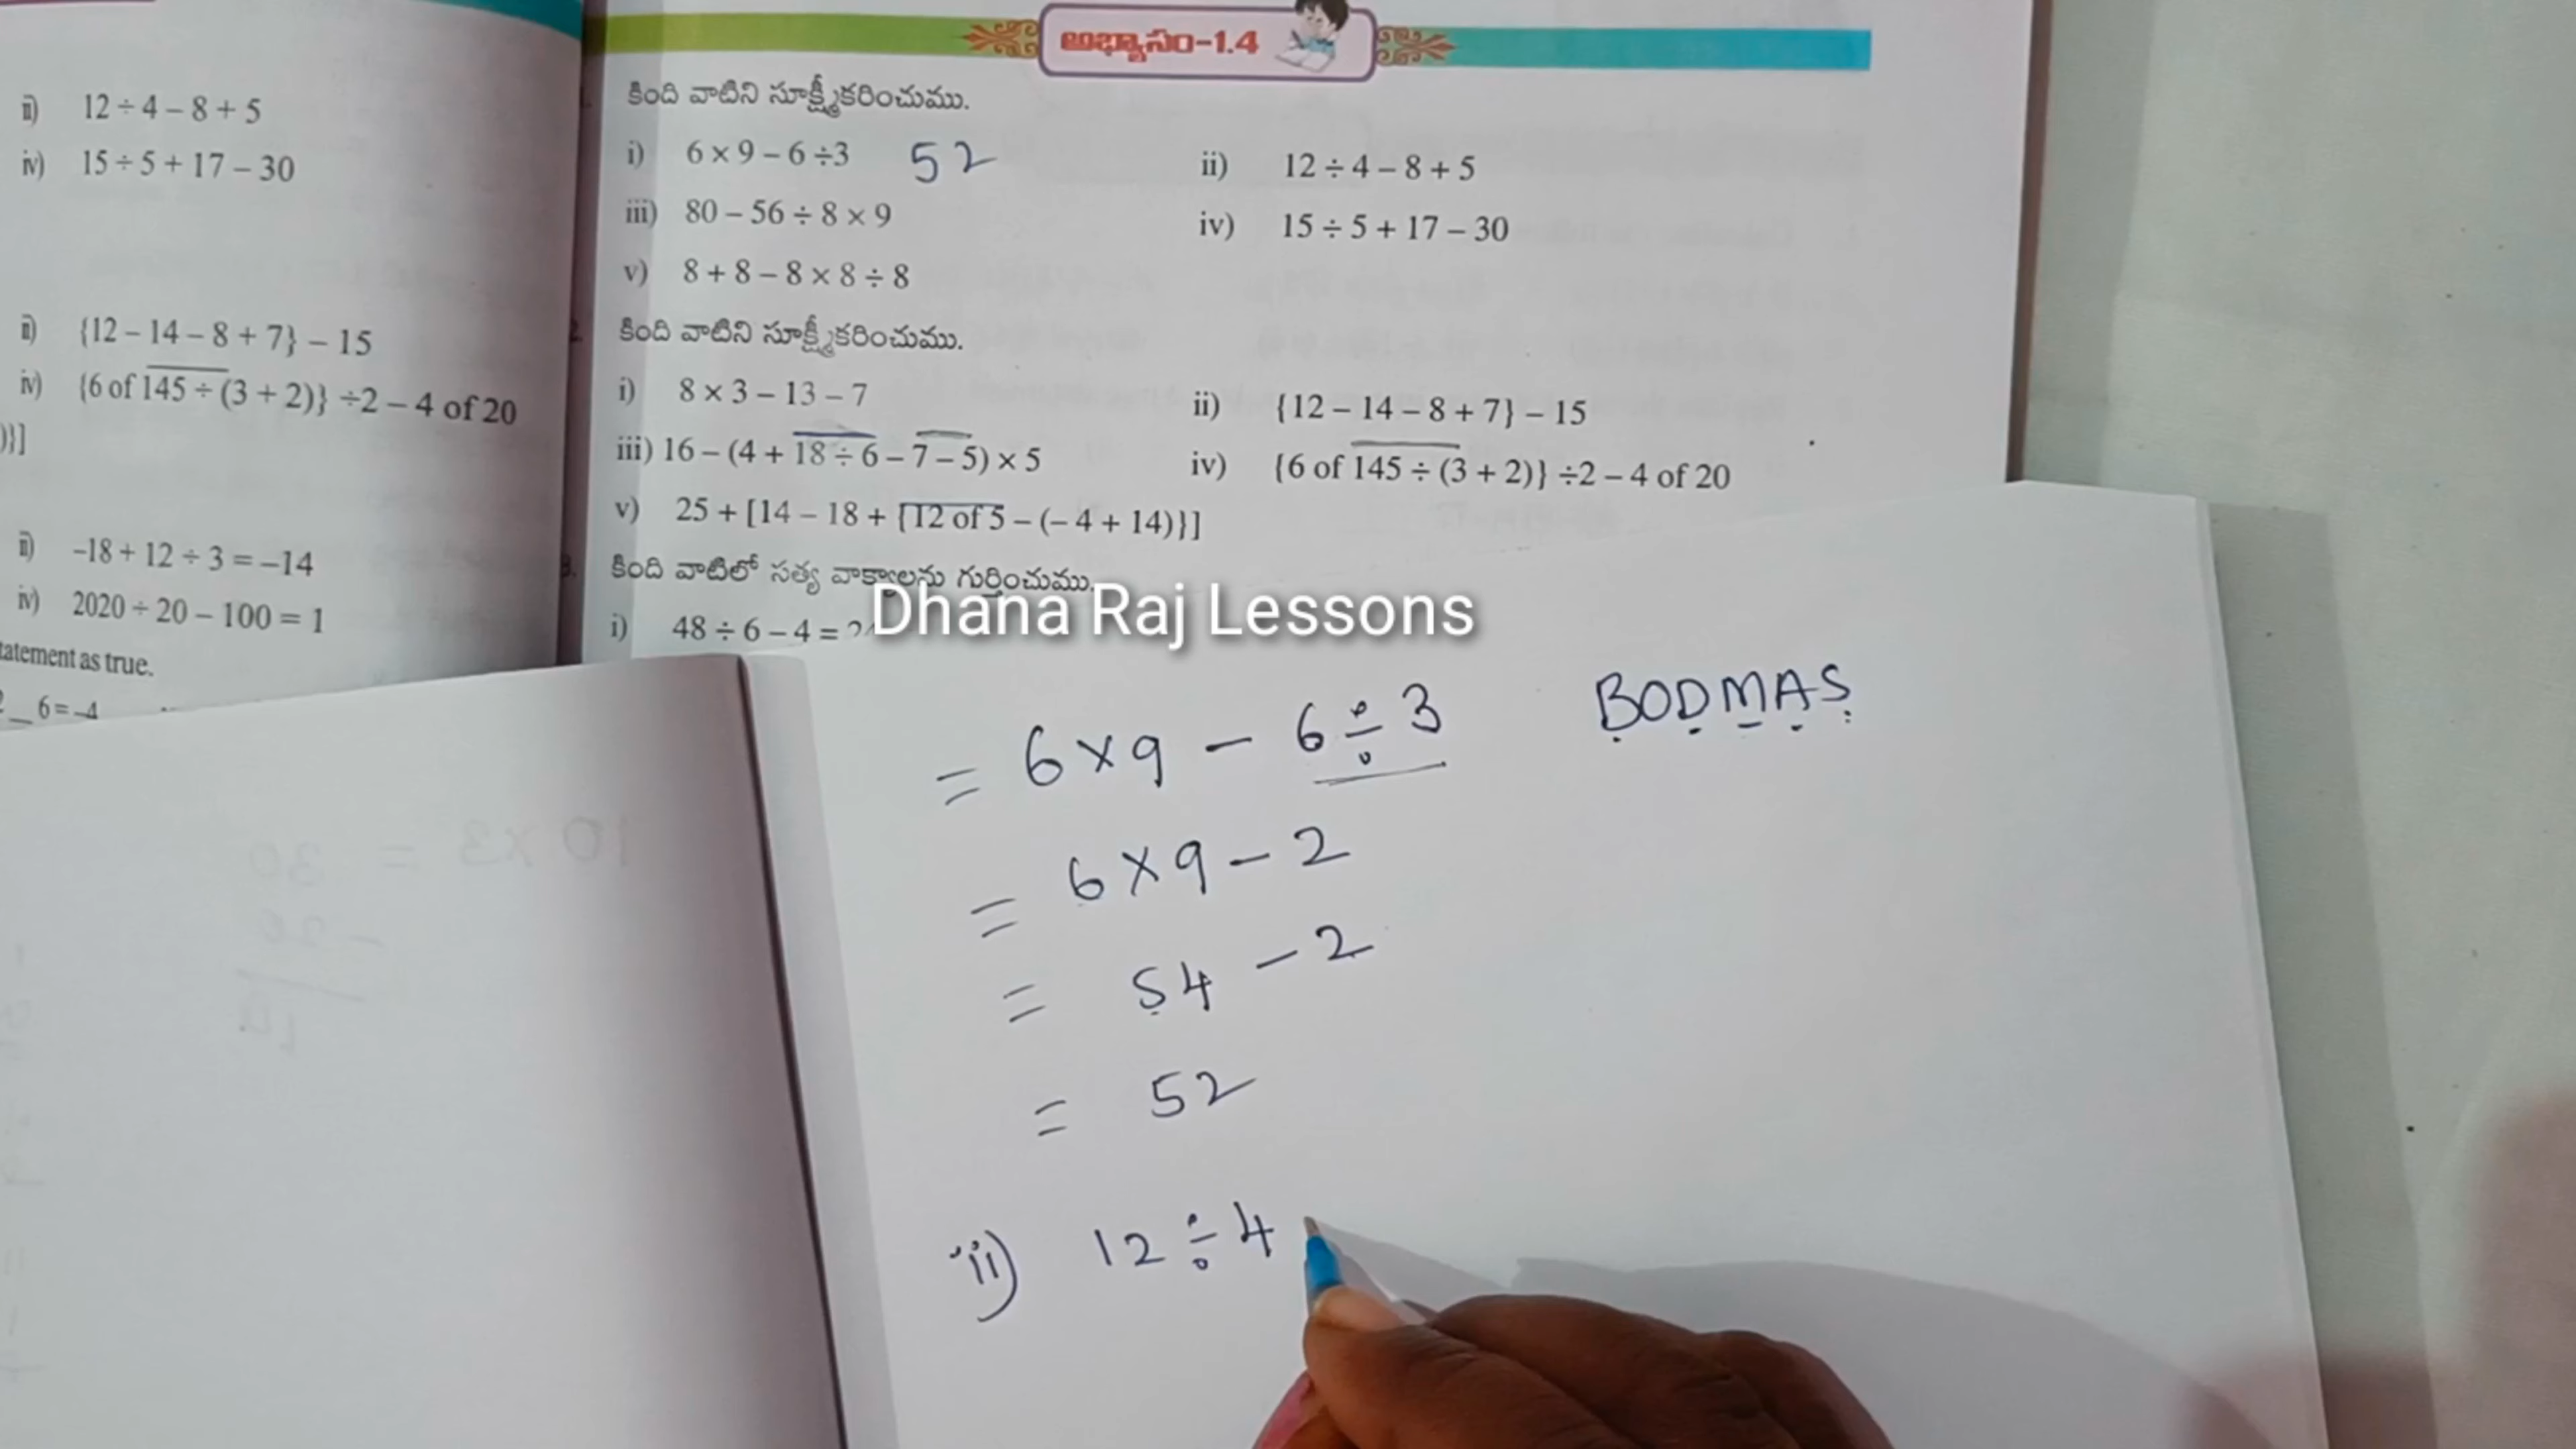 ii) 12 ÷ 4 – 8 + 5
iv) 15 ÷ 5 + 17 – 30
ii) {12 – 14 – 8 + 7} – 15
iv) {6 of 145 ÷ (3 + 2)} ÷2 – 4 of 20
)}]
ii) –18 + 12 ÷ 3 = –14
iv) 2020 ÷ 20 – 100 = 1
tatement as true.
6 = –4
అభ్యాసం-1.4
కింది వాటిని సూక్ష్మీకరించుము.
i) 6 × 9 – 6 ÷3 52 ii) 12 ÷ 4 – 8 + 5
iii) 80 – 56 ÷ 8 × 9 iv) 15 ÷ 5 + 17 – 30
v) 8 + 8 – 8 × 8 ÷ 8
2. కింది వాటిని సూక్ష్మీకరించుము.
i) 8 × 3 – 13 – 7 ii) {12 – 14 – 8 + 7} – 15
iii) 16 – (4 + 18 ÷ 6 – 7 – 5) × 5 iv) {6 of 145 ÷ (3 + 2)} ÷2 – 4 of 20
v) 25 + [14 – 18 + {12 of 5 – (– 4 + 14)}]
3. కింది వాటిలో సత్య వాక్యాలను గుర్తించుము.
i) 48 ÷ 6 – 4 =
Dhana Raj Lessons
= 6 × 9 – 6 ÷ 3 BODMAS
= 6 × 9 – 2
= 54 – 2
= 52
ii) 12 ÷ 4